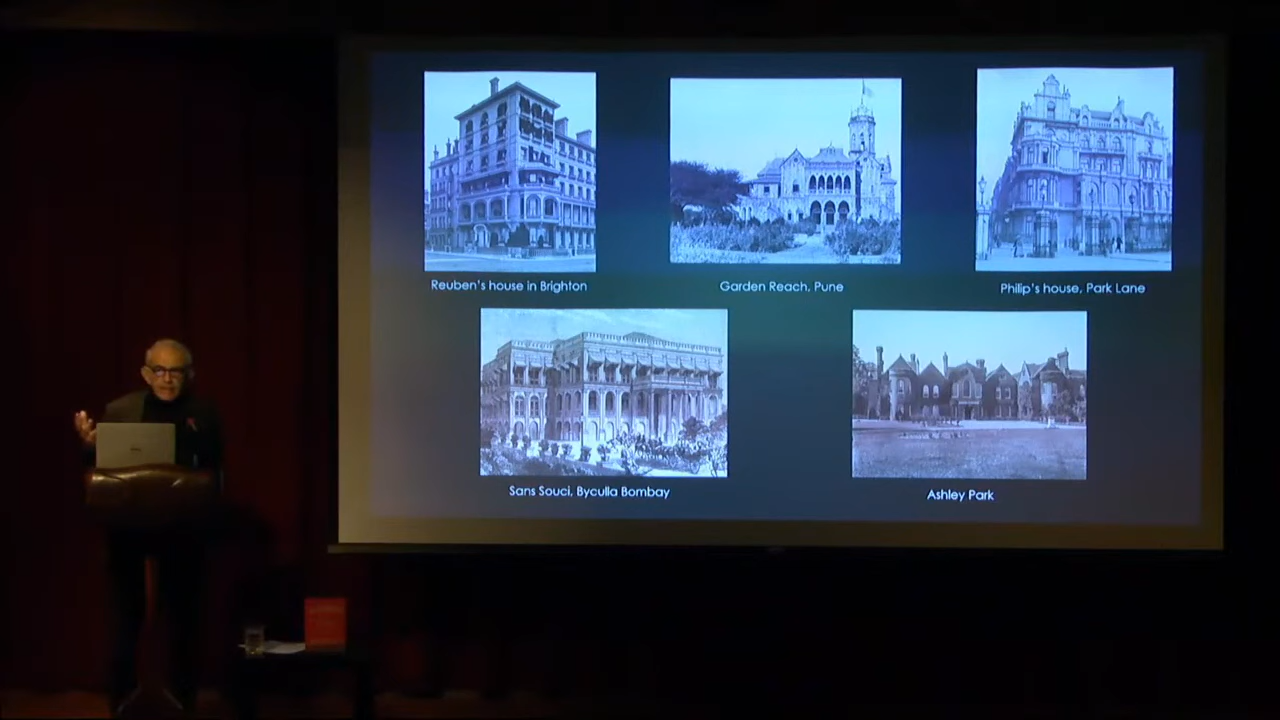 Reuben's house in Brighton
Garden Reach, Pune
Philip's house, Park Lane
Sans Souci, Byculla Bombay
Ashley Park